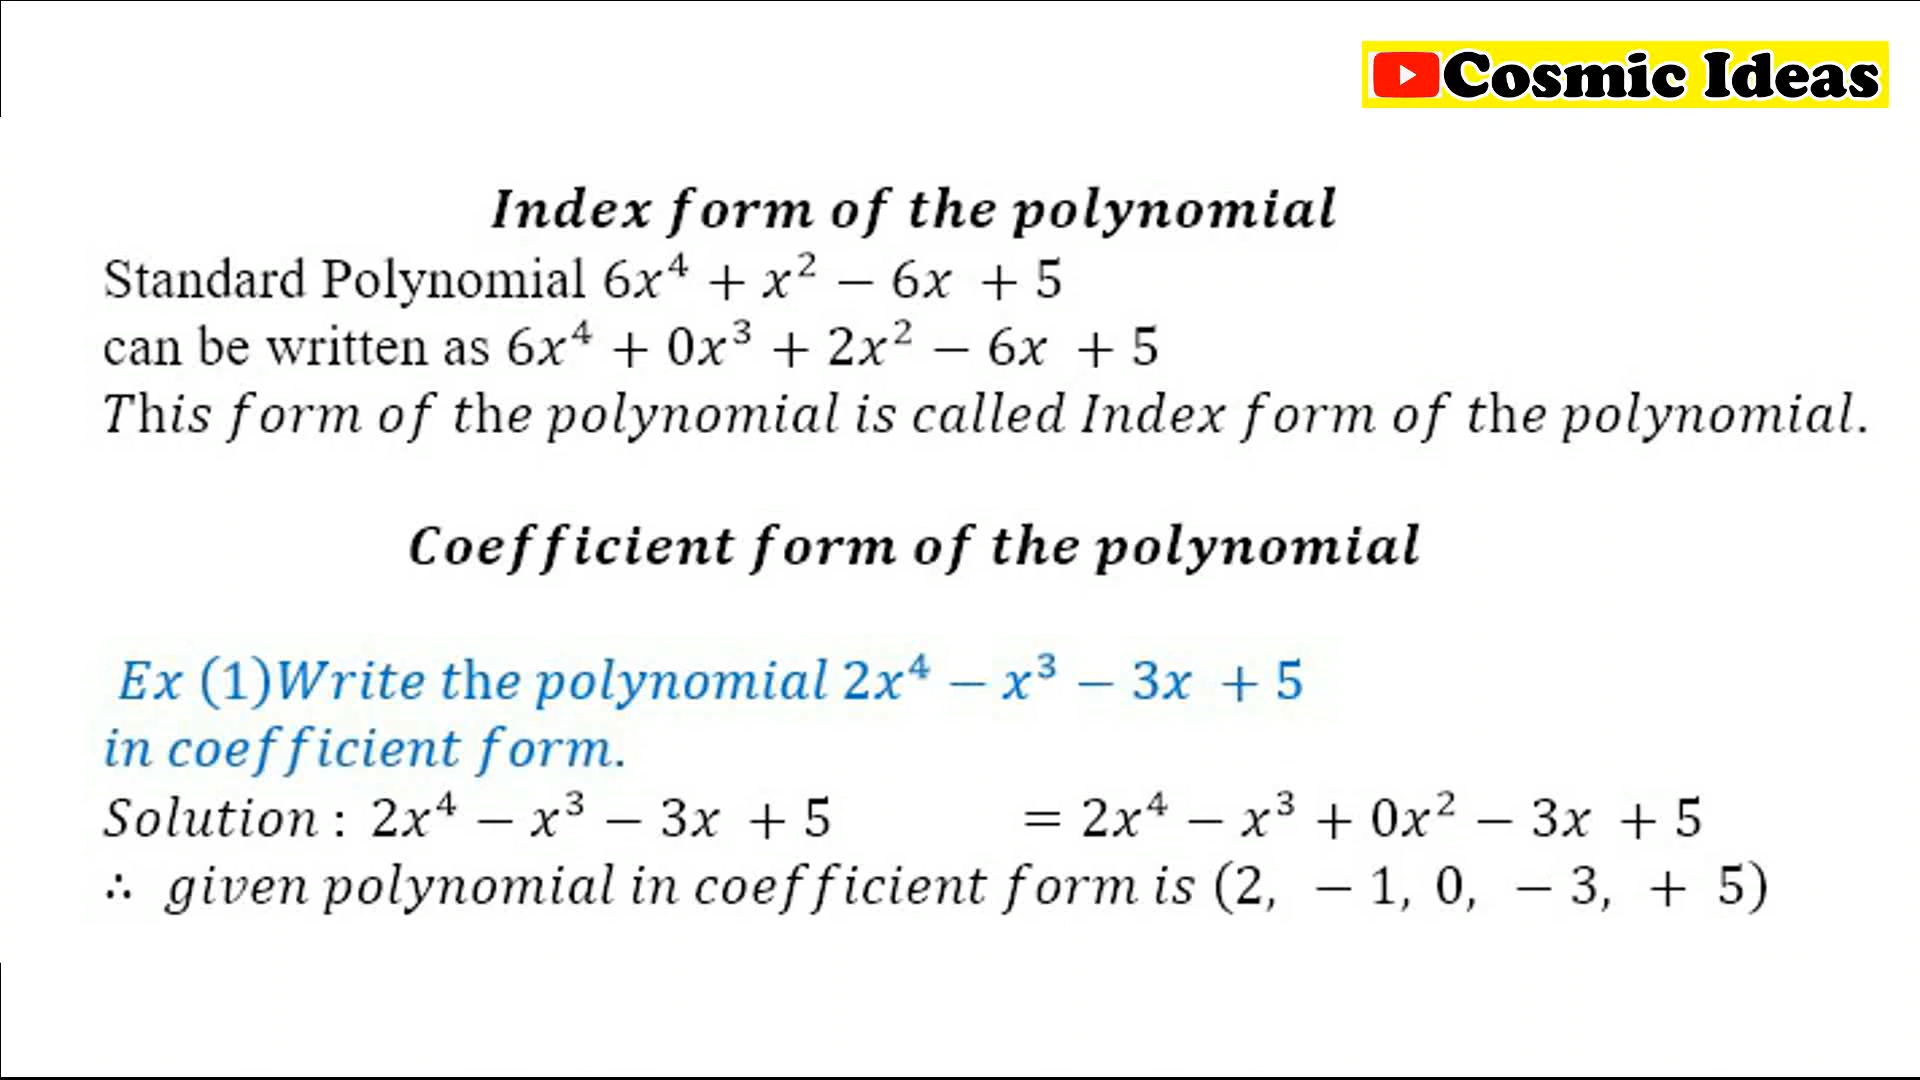 Cosmic Ideas
Index form of the polynomial
Standard Polynomial 6x⁴ + x² − 6x + 5
can be written as 6x⁴ + 0x³ + 2x² − 6x + 5
This form of the polynomial is called Index form of the polynomial.
Coefficient form of the polynomial
Ex (1)Write the polynomial 2x⁴ − x³ − 3x + 5
in coefficient form.
Solution : 2x⁴ − x³ − 3x + 5 = 2x⁴ − x³ + 0x² − 3x + 5
∴ given polynomial in coefficient form is (2, − 1, 0, − 3, + 5)